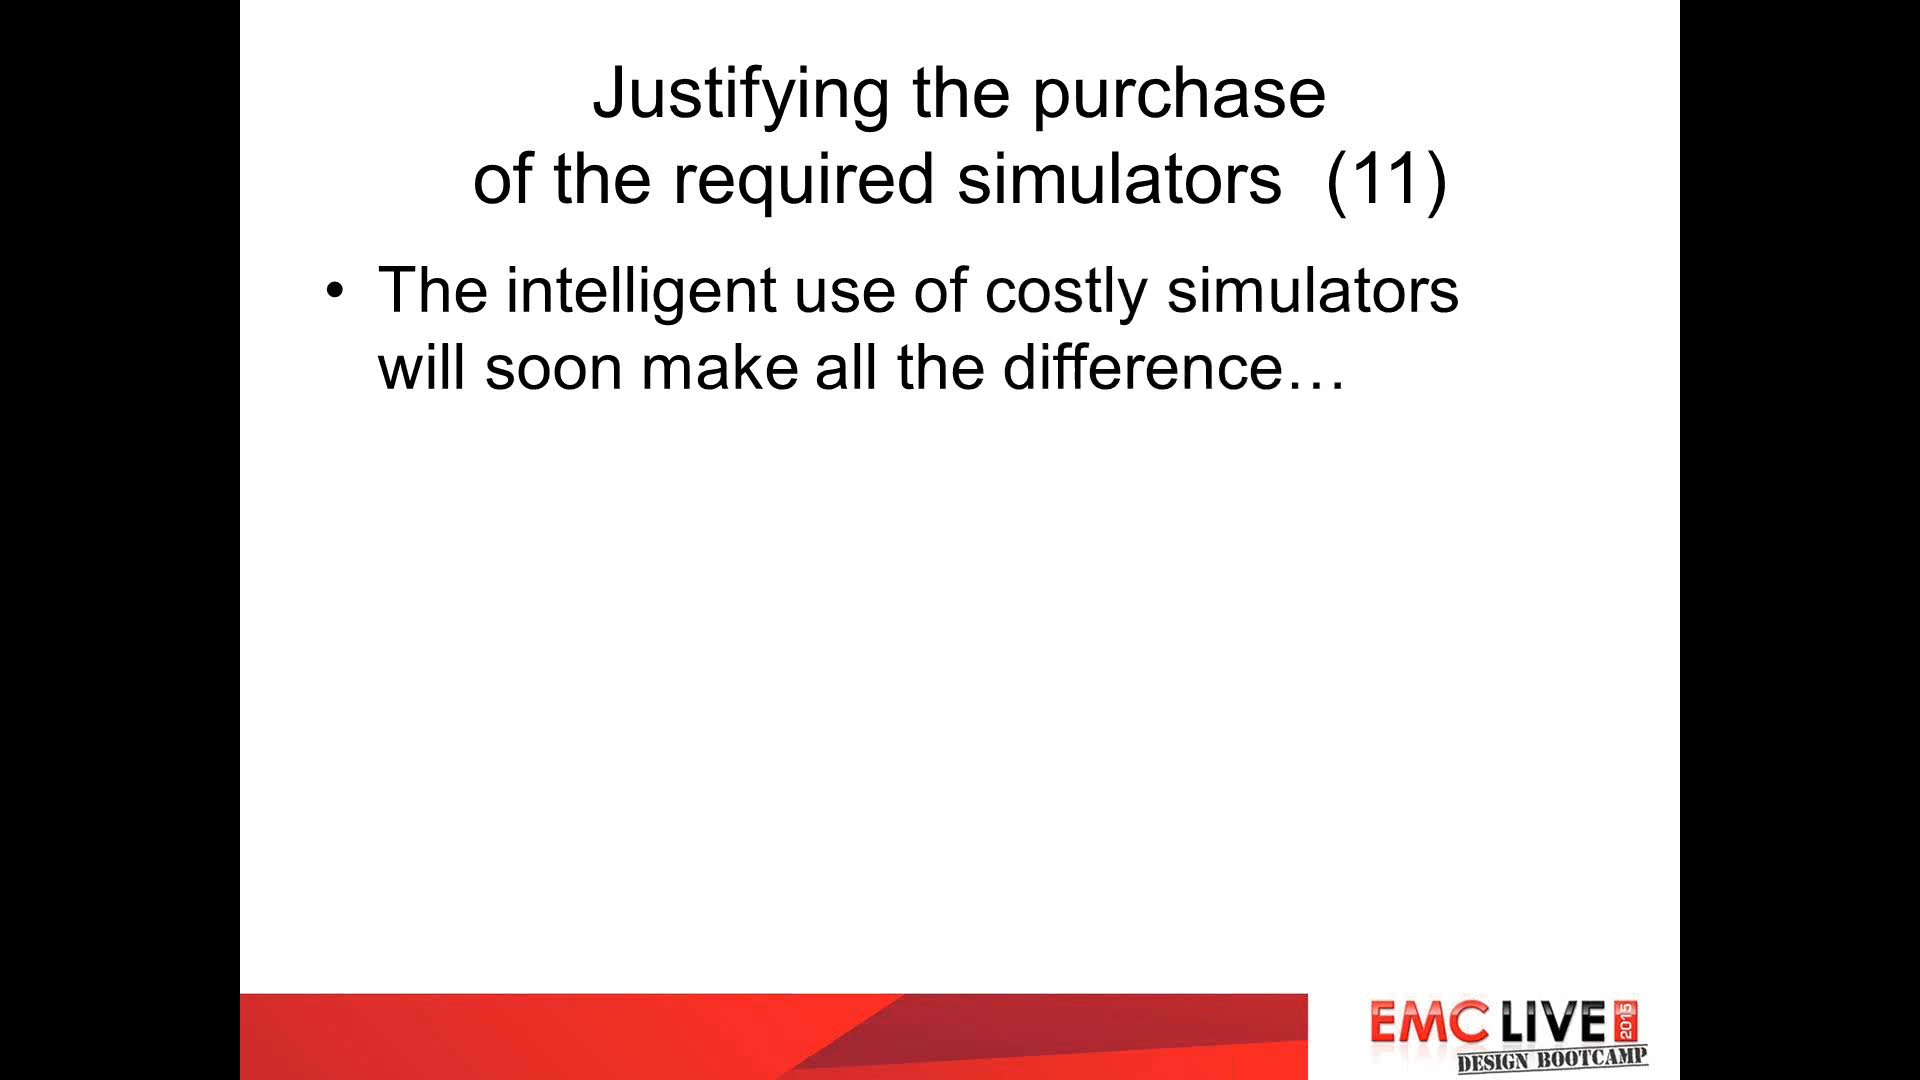 Justifying the purchase
of the required simulators (11)
• The intelligent use of costly simulators
will soon make all the difference…
EMC LIVE 2015
DESIGN BOOTCAMP